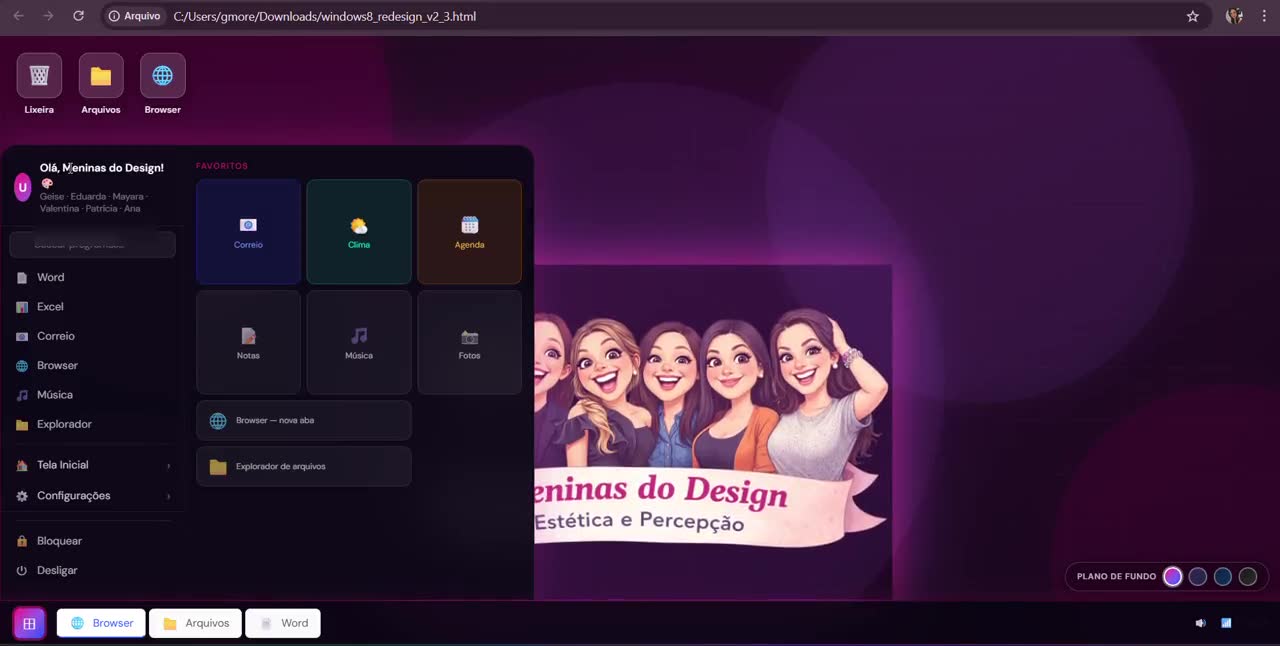 Arquivo
C:/Users/gmore/Downloads/windows8_redesign_v2_3.html
Lixeira
Arquivos
Browser
Olá, Meninas do Design!
Geise · Eduarda · Mayara ·
Valentina · Patrícia · Ana
U
Word
Excel
Correio
Browser
Música
Explorador
Tela Inicial
Configurações
Bloquear
Desligar
FAVORITOS
Correio
Clima
Agenda
Notas
Música
Fotos
Browser — nova aba
Explorador de arquivos
do Design
Estética e Percepção
PLANO DE FUNDO
Browser
Arquivos
Word